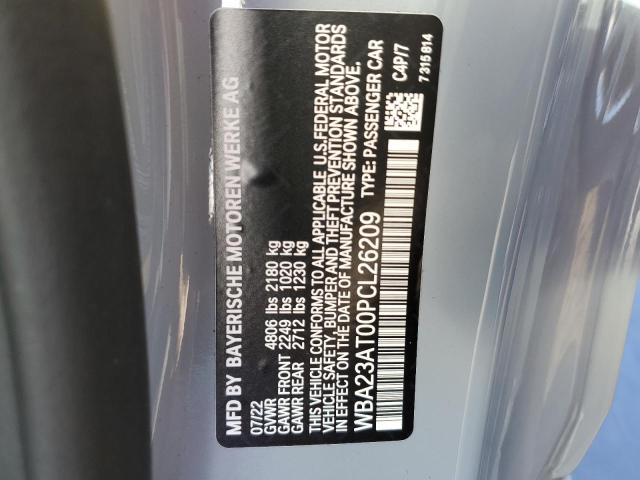 MFD BY BAYERISCHE MOTOREN WERKE AG
07/22
GVWR 4806 lbs 2180 kg
GAWR FRONT 2249 lbs 1020 kg
GAWR REAR 2712 lbs 1230 kg
THIS VEHICLE CONFORMS TO ALL APPLICABLE U.S. FEDERAL MOTOR
VEHICLE SAFETY, BUMPER AND THEFT PREVENTION STANDARDS
IN EFFECT ON THE DATE OF MANUFACTURE SHOWN ABOVE.
WBA23AT00PCL26209 TYPE: PASSENGER CAR
C4P/7
7 315 814